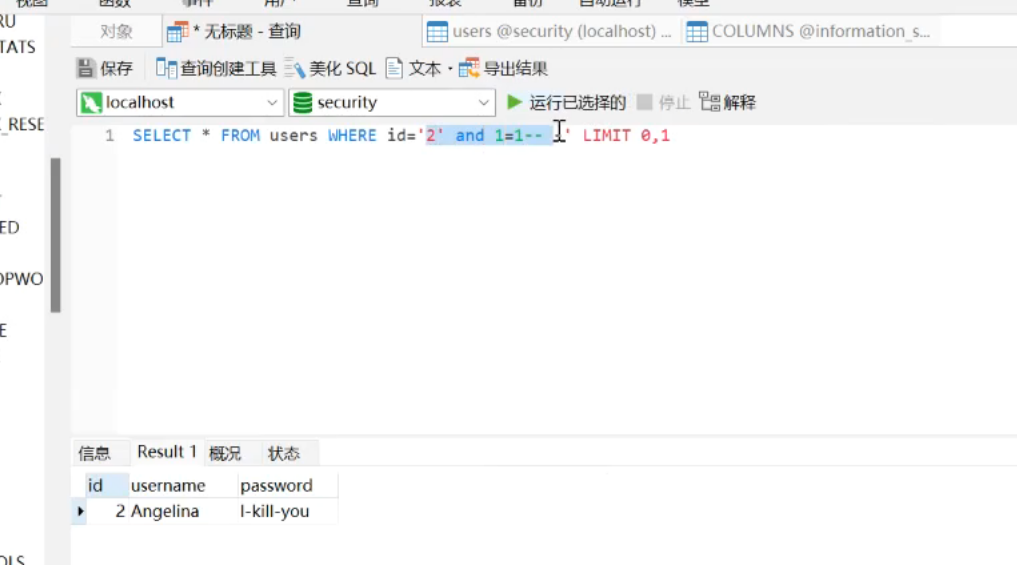 视图 函数 事件 用户 查询 报表 备份 自动运行 模型
RU
TATS
_RESE
ED
OPWO
E
OLS
对象 * 无标题 - 查询 users @security (localhost) ... COLUMNS @information_s...
保存 查询创建工具 美化 SQL 文本 · 导出结果
localhost security 运行已选择的 停止 解释
1 SELECT * FROM users WHERE id='2' and 1=1-- ' LIMIT 0,1
信息 Result 1 概况 状态
id username password
2 Angelina I-kill-you